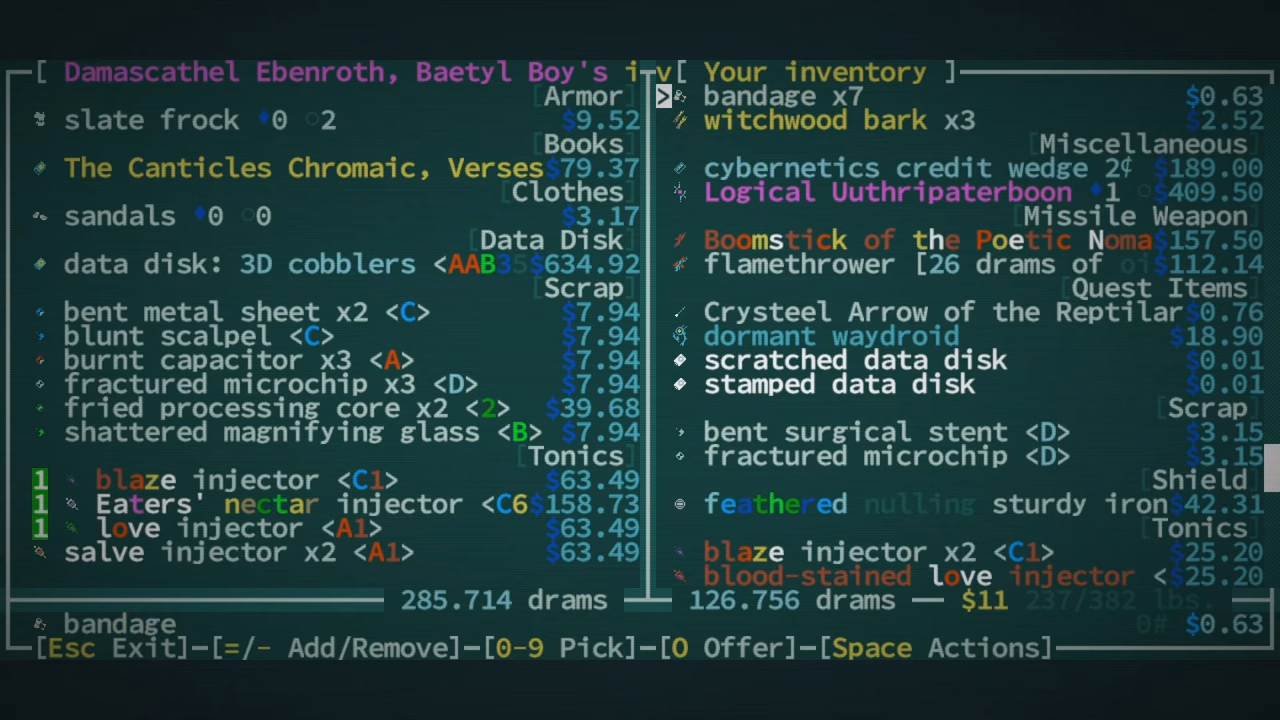 [ Damascathel Ebenroth, Baetyl Boy's i
[Armor]
slate frock ♦0 ○2 $9.52
[Books]
The Canticles Chromaic, Verses $79.37
[Clothes]
sandals ♦0 ○0 $3.17
[Data Disk]
data disk: 3D cobblers <AAB35 $634.92
[Scrap]
bent metal sheet x2 <C> $7.94
blunt scalpel <C> $7.94
burnt capacitor x3 <A> $7.94
fractured microchip x3 <D> $7.94
fried processing core x2 <2> $39.68
shattered magnifying glass <B> $7.94
[Tonics]
1 blaze injector <C1> $63.49
1 Eaters' nectar injector <C6 $158.73
1 love injector <A1> $63.49
salve injector x2 <A1> $63.49
285.714 drams
v[ Your inventory ]
> bandage x7 $0.63
witchwood bark x3 $2.52
[Miscellaneous]
cybernetics credit wedge 2¢ $189.00
Logical Uuthripaterboon ♦1 ○$409.50
[Missile Weapon]
Boomstick of the Poetic Noma $157.50
flamethrower [26 drams of oi $112.14
[Quest Items]
Crysteel Arrow of the Reptilar $0.76
dormant waydroid $18.90
scratched data disk $0.01
stamped data disk $0.01
[Scrap]
bent surgical stent <D> $3.15
fractured microchip <D> $3.15
[Shield]
feathered nulling sturdy iron $42.31
[Tonics]
blaze injector x2 <C1> $25.20
blood-stained love injector < $25.20
126.756 drams — $11 237/382 lbs.
bandage 0# $0.63
[Esc Exit]-[=/- Add/Remove]-[0-9 Pick]-[O Offer]-[Space Actions]